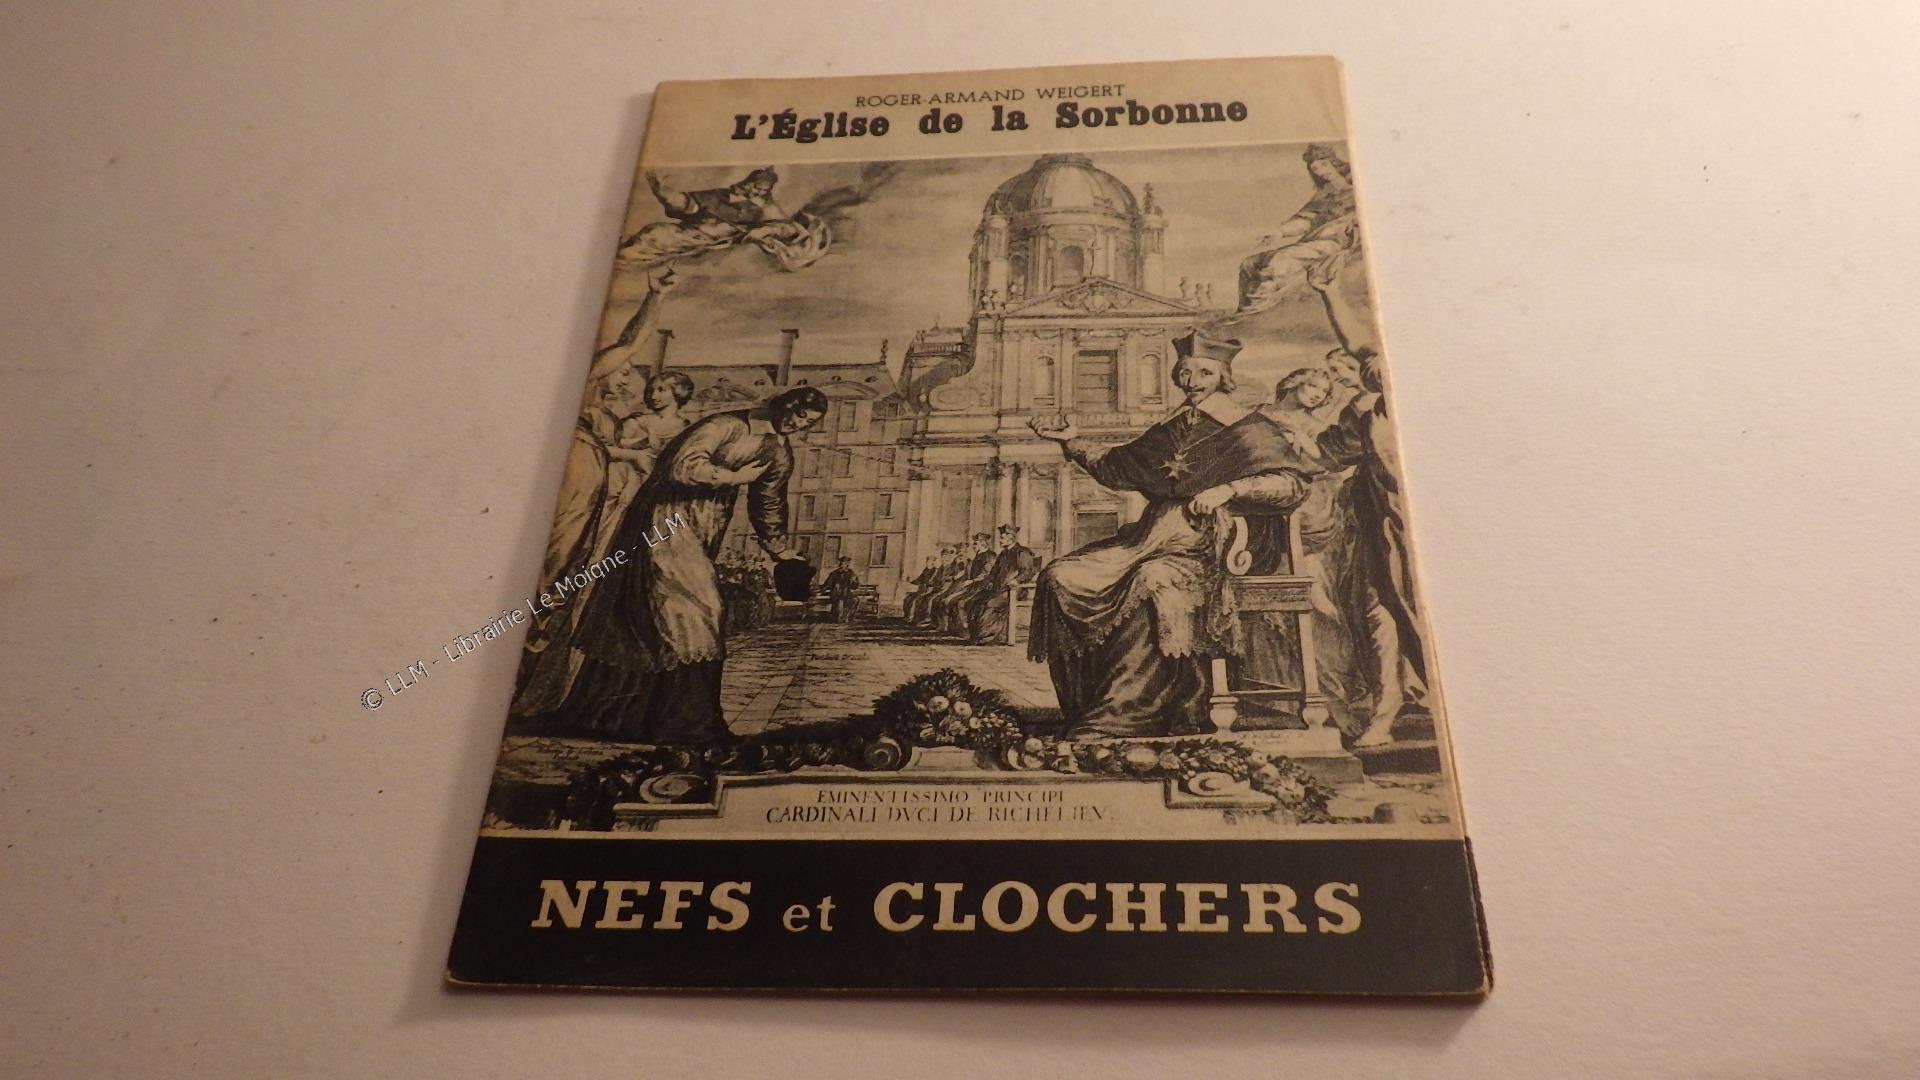 ROGER-ARMAND WEIGERT
L'Église de la Sorbonne
© LLM - Librairie Le Moigne - LLM
EMINENTISSIMO PRINCIPI
CARDINALI DVCI DE RICHELIEV.
NEFS et CLOCHERS